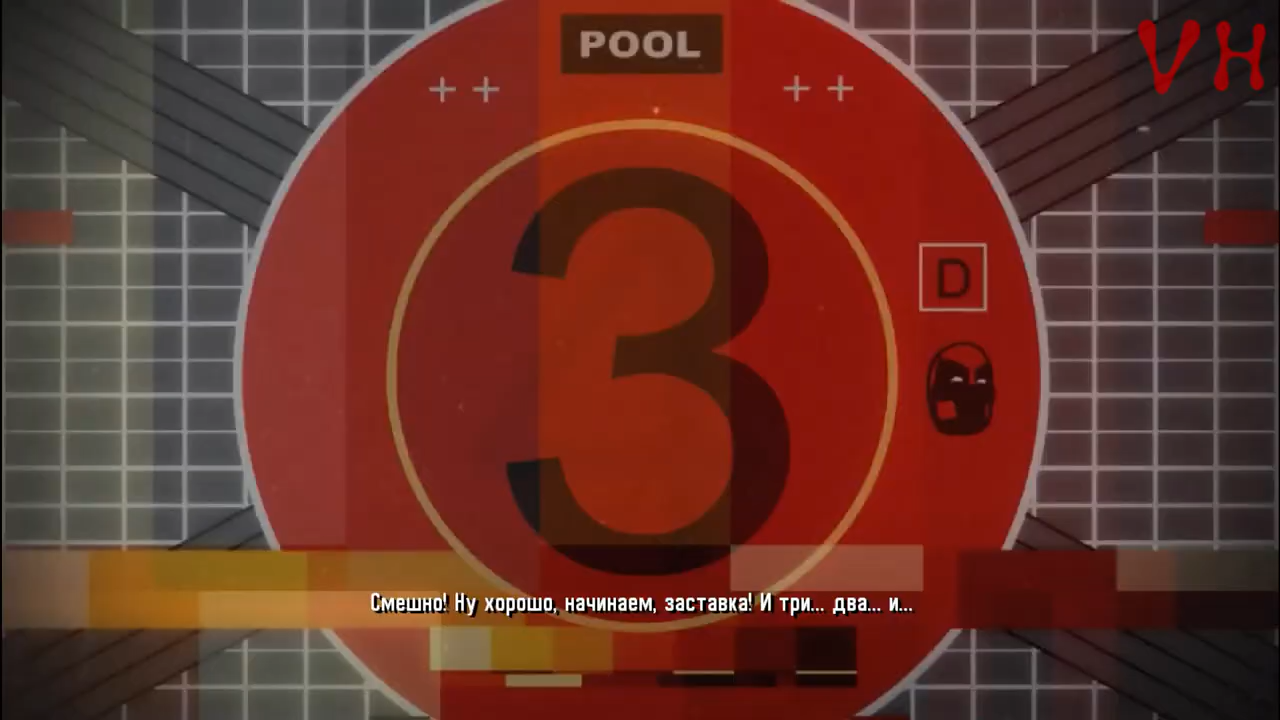 POOL
VH
++ ++
3
D
Смешно! Ну хорошо, начинаем, заставка! И три... два... и...